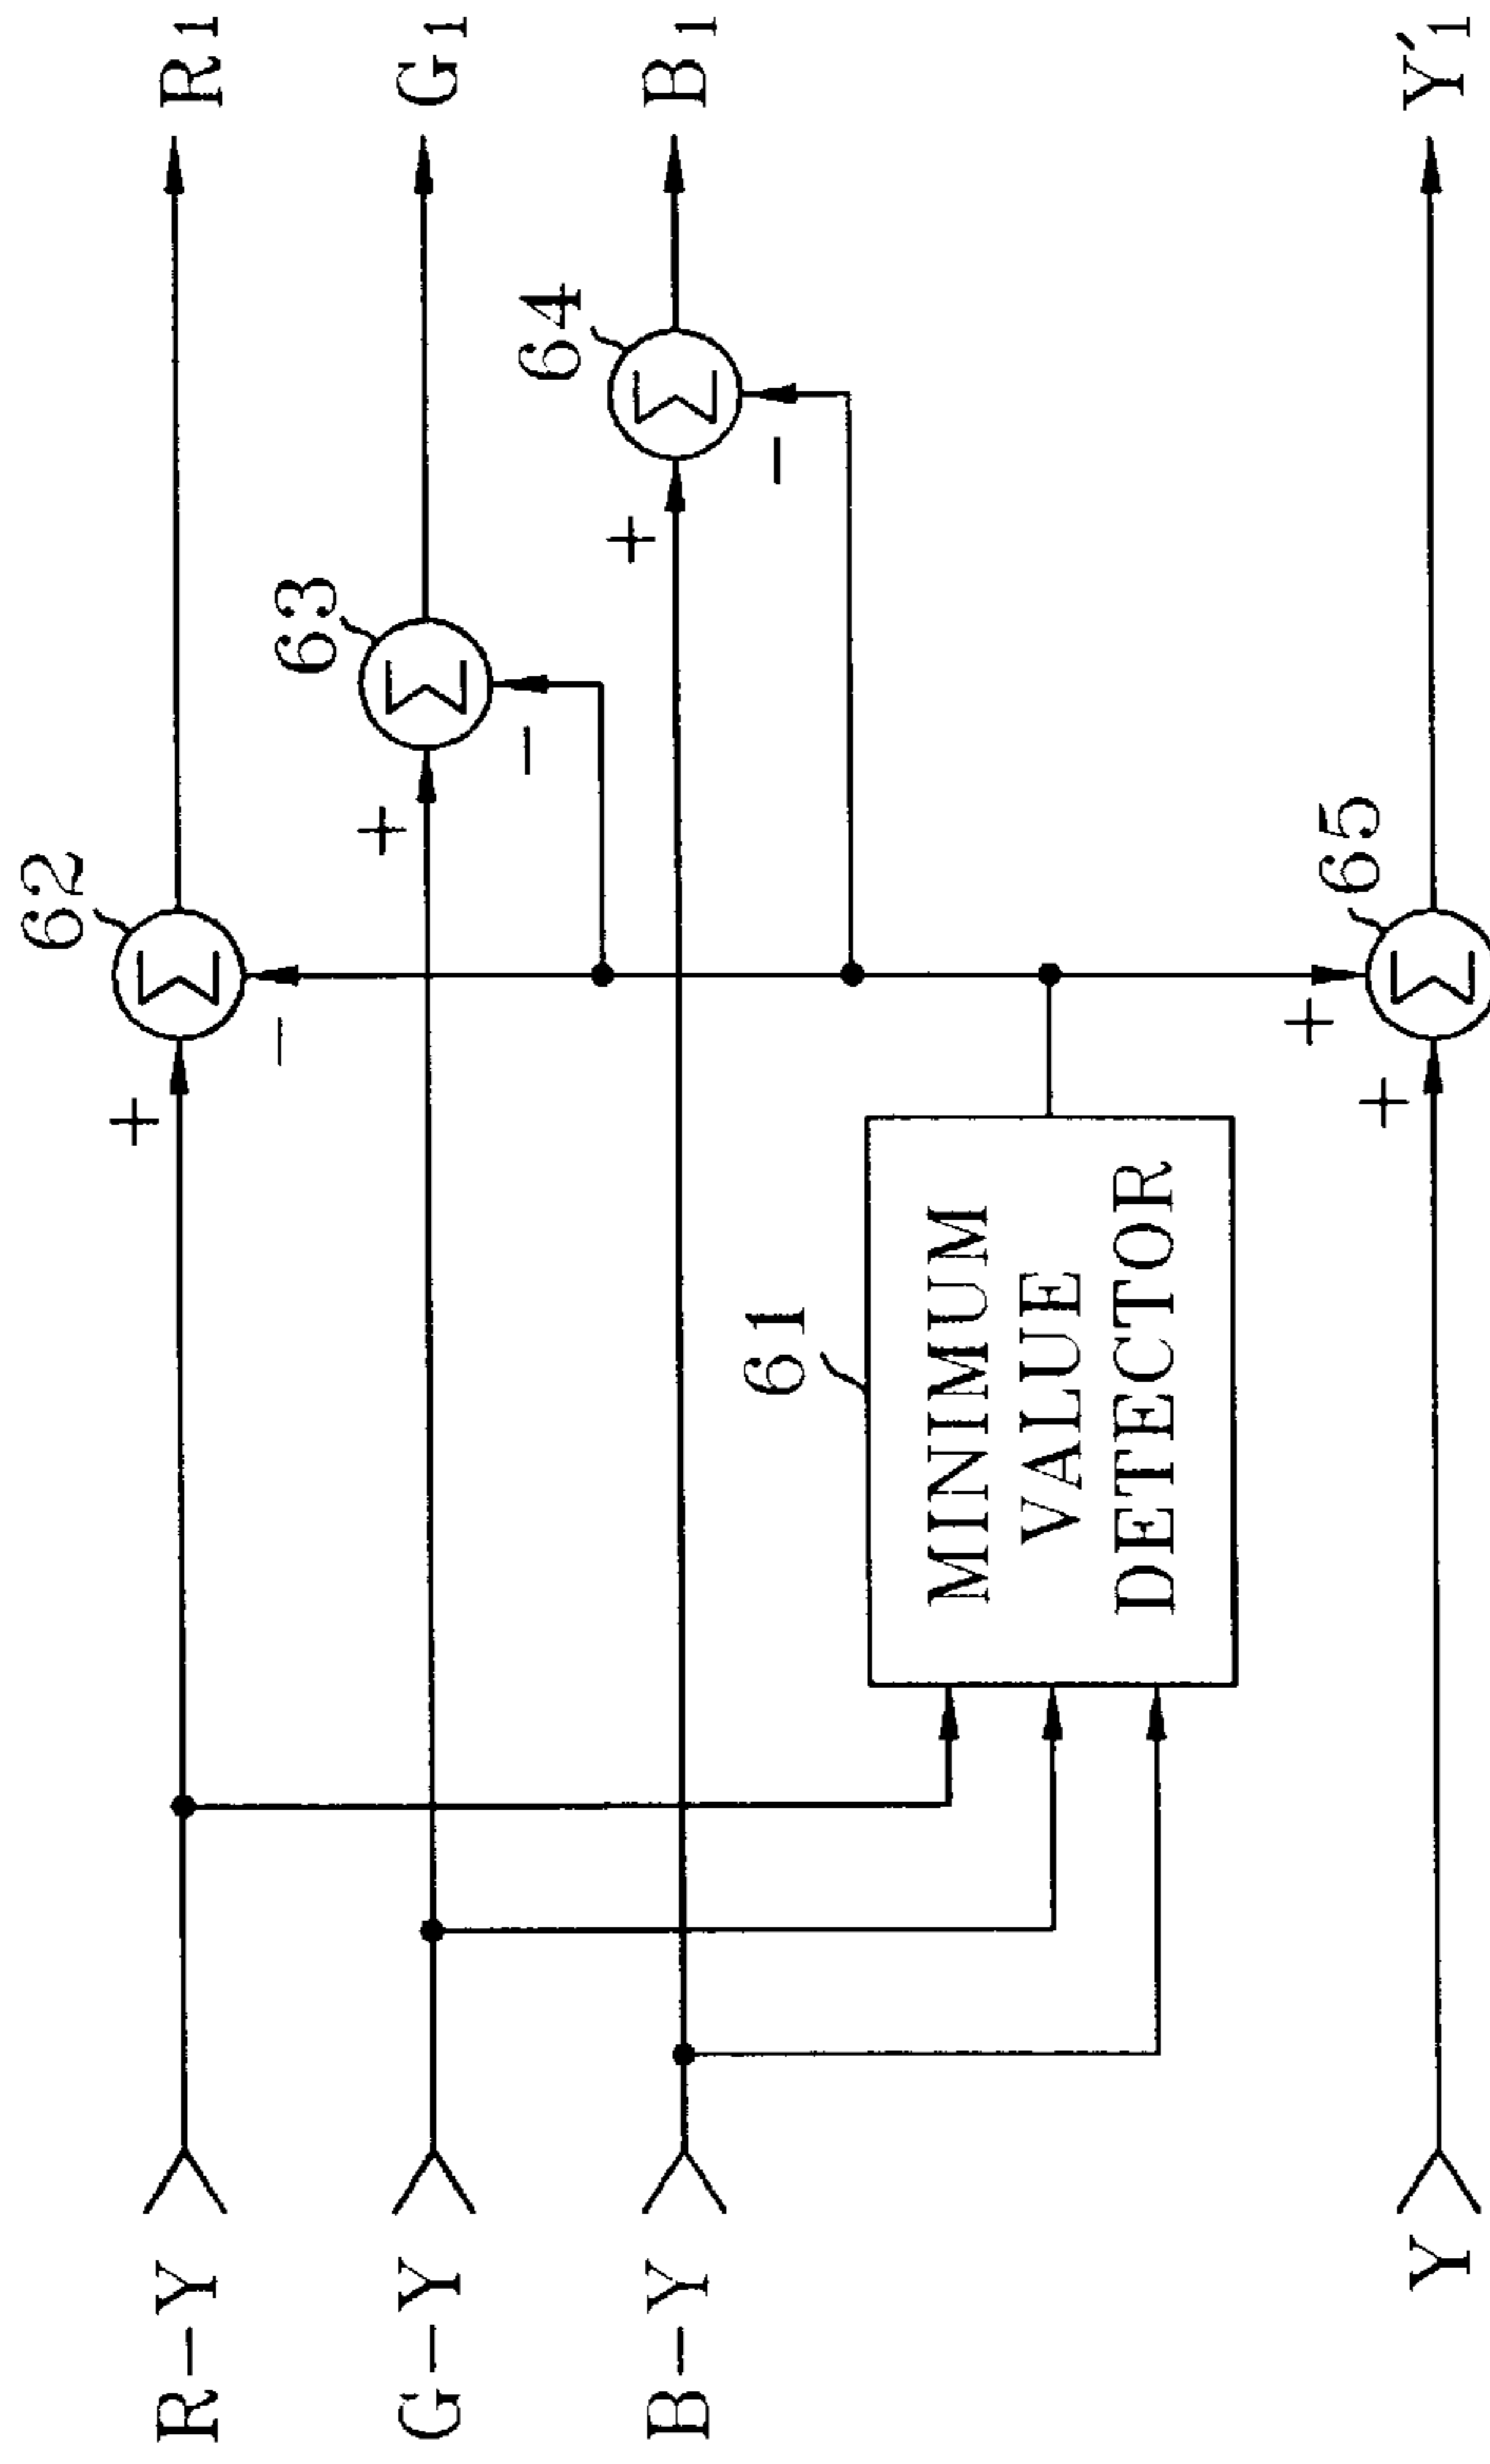 R-Y
G-Y
B-Y
Y
61
MINIMUM
VALUE
DETECTOR
62
+
-
Σ
63
+
-
Σ
64
+
-
Σ
65
+
+
Σ
R1
G1
B1
Y'1